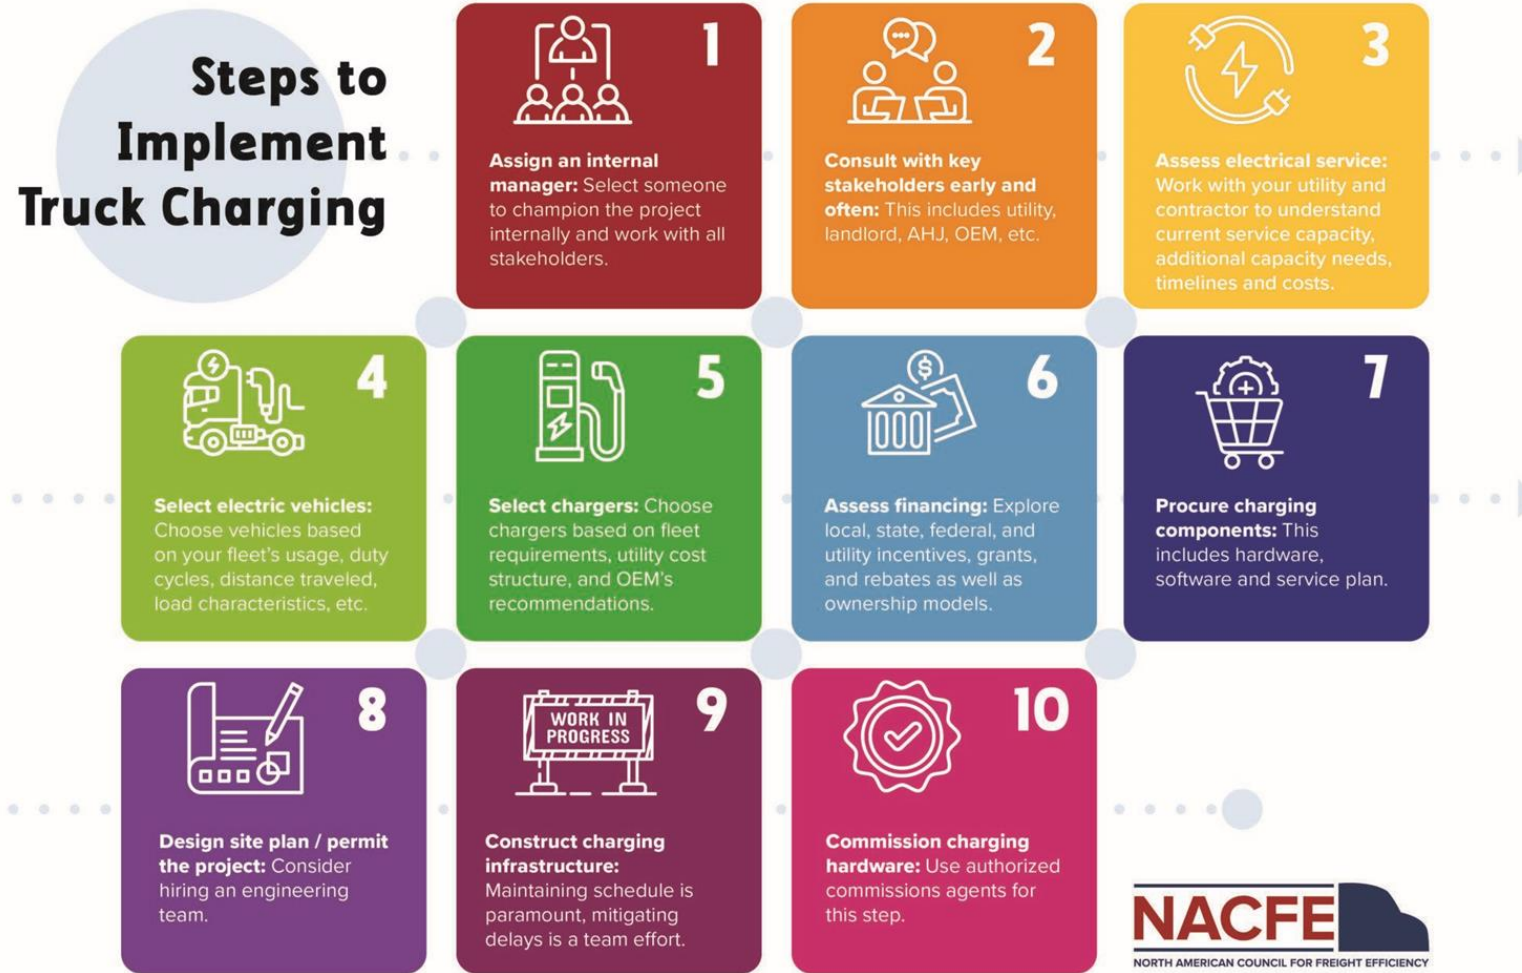 Steps to
Implement
Truck Charging
1
Assign an internal
manager: Select someone
to champion the project
internally and work with all
stakeholders.
2
Consult with key
stakeholders early and
often: This includes utility,
landlord, AHJ, OEM, etc.
3
Assess electrical service:
Work with your utility and
contractor to understand
current service capacity,
additional capacity needs,
timelines and costs.
4
Select electric vehicles:
Choose vehicles based
on your fleet's usage, duty
cycles, distance traveled,
load characteristics, etc.
5
Select chargers: Choose
chargers based on fleet
requirements, utility cost
structure, and OEM's
recommendations.
6
Assess financing: Explore
local, state, federal, and
utility incentives, grants,
and rebates as well as
ownership models.
7
Procure charging
components: This
includes hardware,
software and service plan.
8
Design site plan / permit
the project: Consider
hiring an engineering
team.
WORK IN
PROGRESS
9
Construct charging
infrastructure:
Maintaining schedule is
paramount, mitigating
delays is a team effort.
10
Commission charging
hardware: Use authorized
commissions agents for
this step.
NACFE
NORTH AMERICAN COUNCIL FOR FREIGHT EFFICIENCY